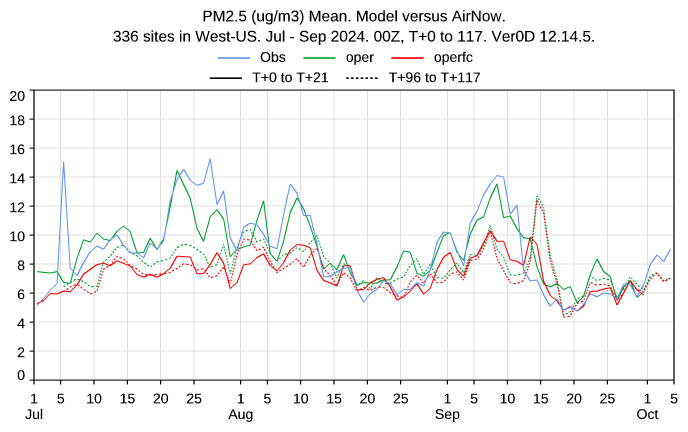 PM2.5 (ug/m3) Mean. Model versus AirNow.
336 sites in West-US. Jul - Sep 2024. 00Z, T+0 to 117. Ver0D 12.14.5.
Obs oper operfc
T+0 to T+21 T+96 to T+117
20
18
16
14
12
10
8
6
4
2
0
1 5 10 15 20 25 1 5 10 15 20 25 1 5 10 15 20 25 1 5
Jul Aug Sep Oct